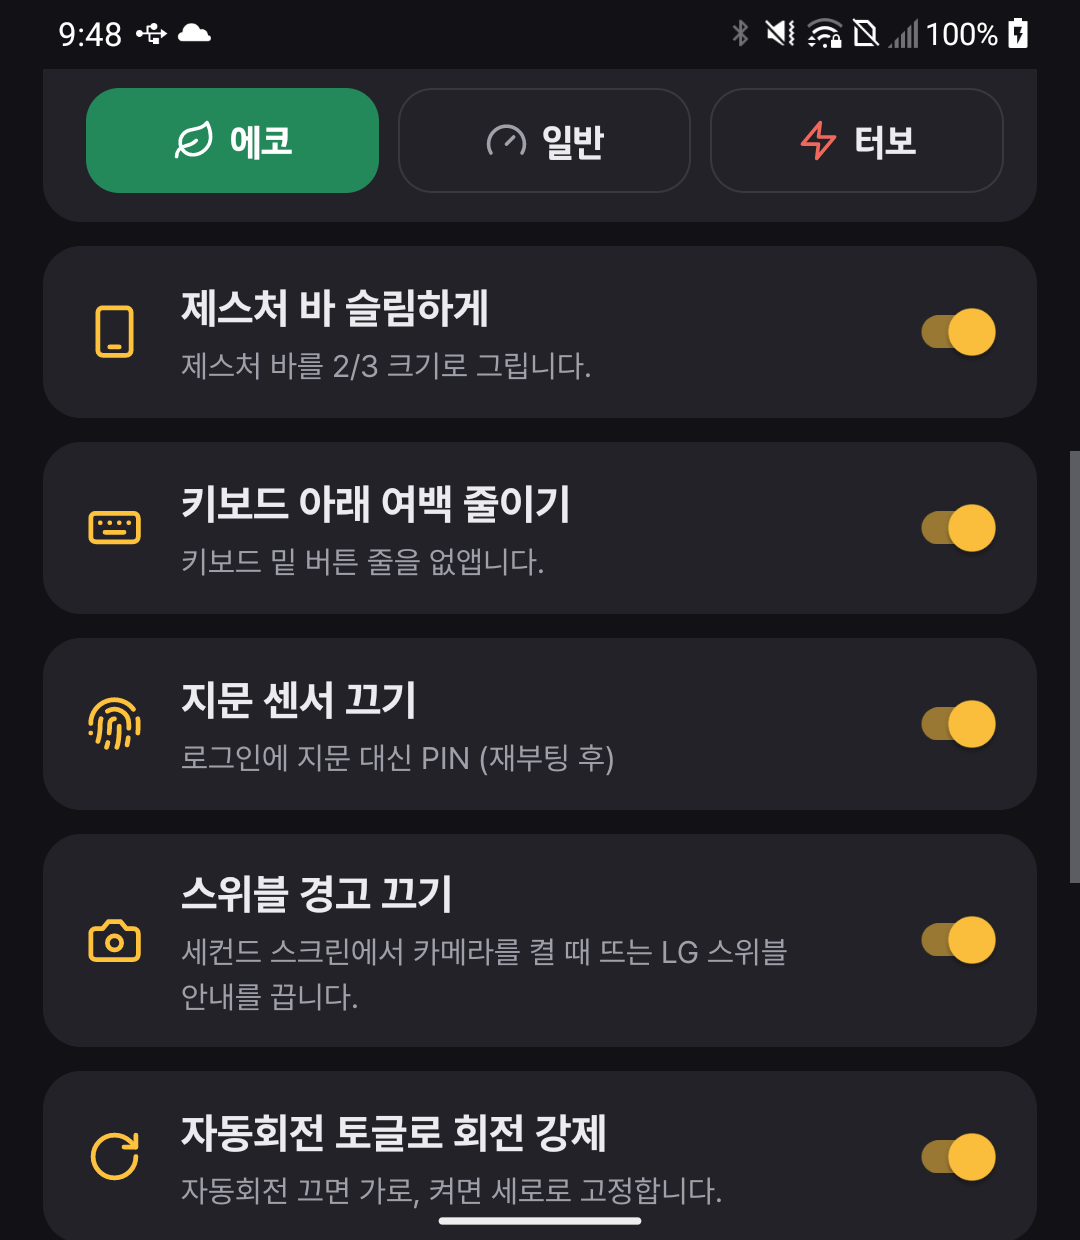 9:48 100%
에코 일반 터보
제스처 바 슬림하게
제스처 바를 2/3 크기로 그립니다.
키보드 아래 여백 줄이기
키보드 밑 버튼 줄을 없앱니다.
지문 센서 끄기
로그인에 지문 대신 PIN (재부팅 후)
스위블 경고 끄기
세컨드 스크린에서 카메라를 켤 때 뜨는 LG 스위블
안내를 끕니다.
자동회전 토글로 회전 강제
자동회전 끄면 가로, 켜면 세로로 고정합니다.